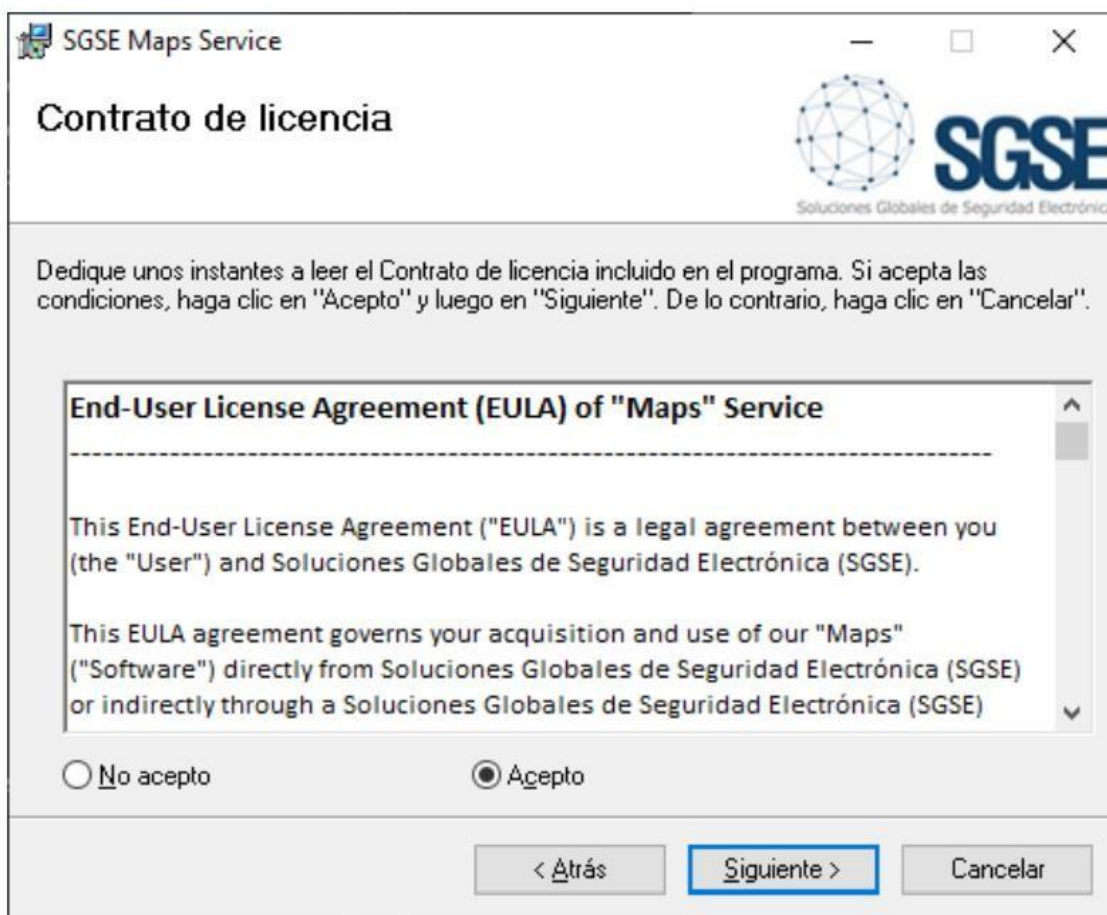 SGSE Maps Service
Contrato de licencia
SGSE
Soluciones Globales de Seguridad Electrónic
Dedique unos instantes a leer el Contrato de licencia incluido en el programa. Si acepta las
condiciones, haga clic en "Acepto" y luego en "Siguiente". De lo contrario, haga clic en "Cancelar".
End-User License Agreement (EULA) of "Maps" Service
-----------------------------------------------------------------------------------
This End-User License Agreement ("EULA") is a legal agreement between you
(the "User") and Soluciones Globales de Seguridad Electrónica (SGSE).
This EULA agreement governs your acquisition and use of our "Maps"
("Software") directly from Soluciones Globales de Seguridad Electrónica (SGSE)
or indirectly through a Soluciones Globales de Seguridad Electrónica (SGSE)
No acepto
Acepto
< Atrás
Siguiente >
Cancelar